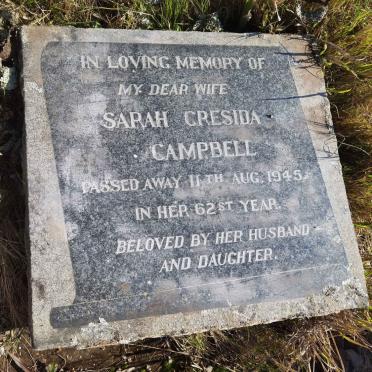 IN LOVING MEMORY OF
MY DEAR WIFE
SARAH CRESIDA
CAMPBELL
PASSED AWAY 11TH AUG. 1945.
IN HER 62ST YEAR.
BELOVED BY HER HUSBAND
AND DAUGHTER.